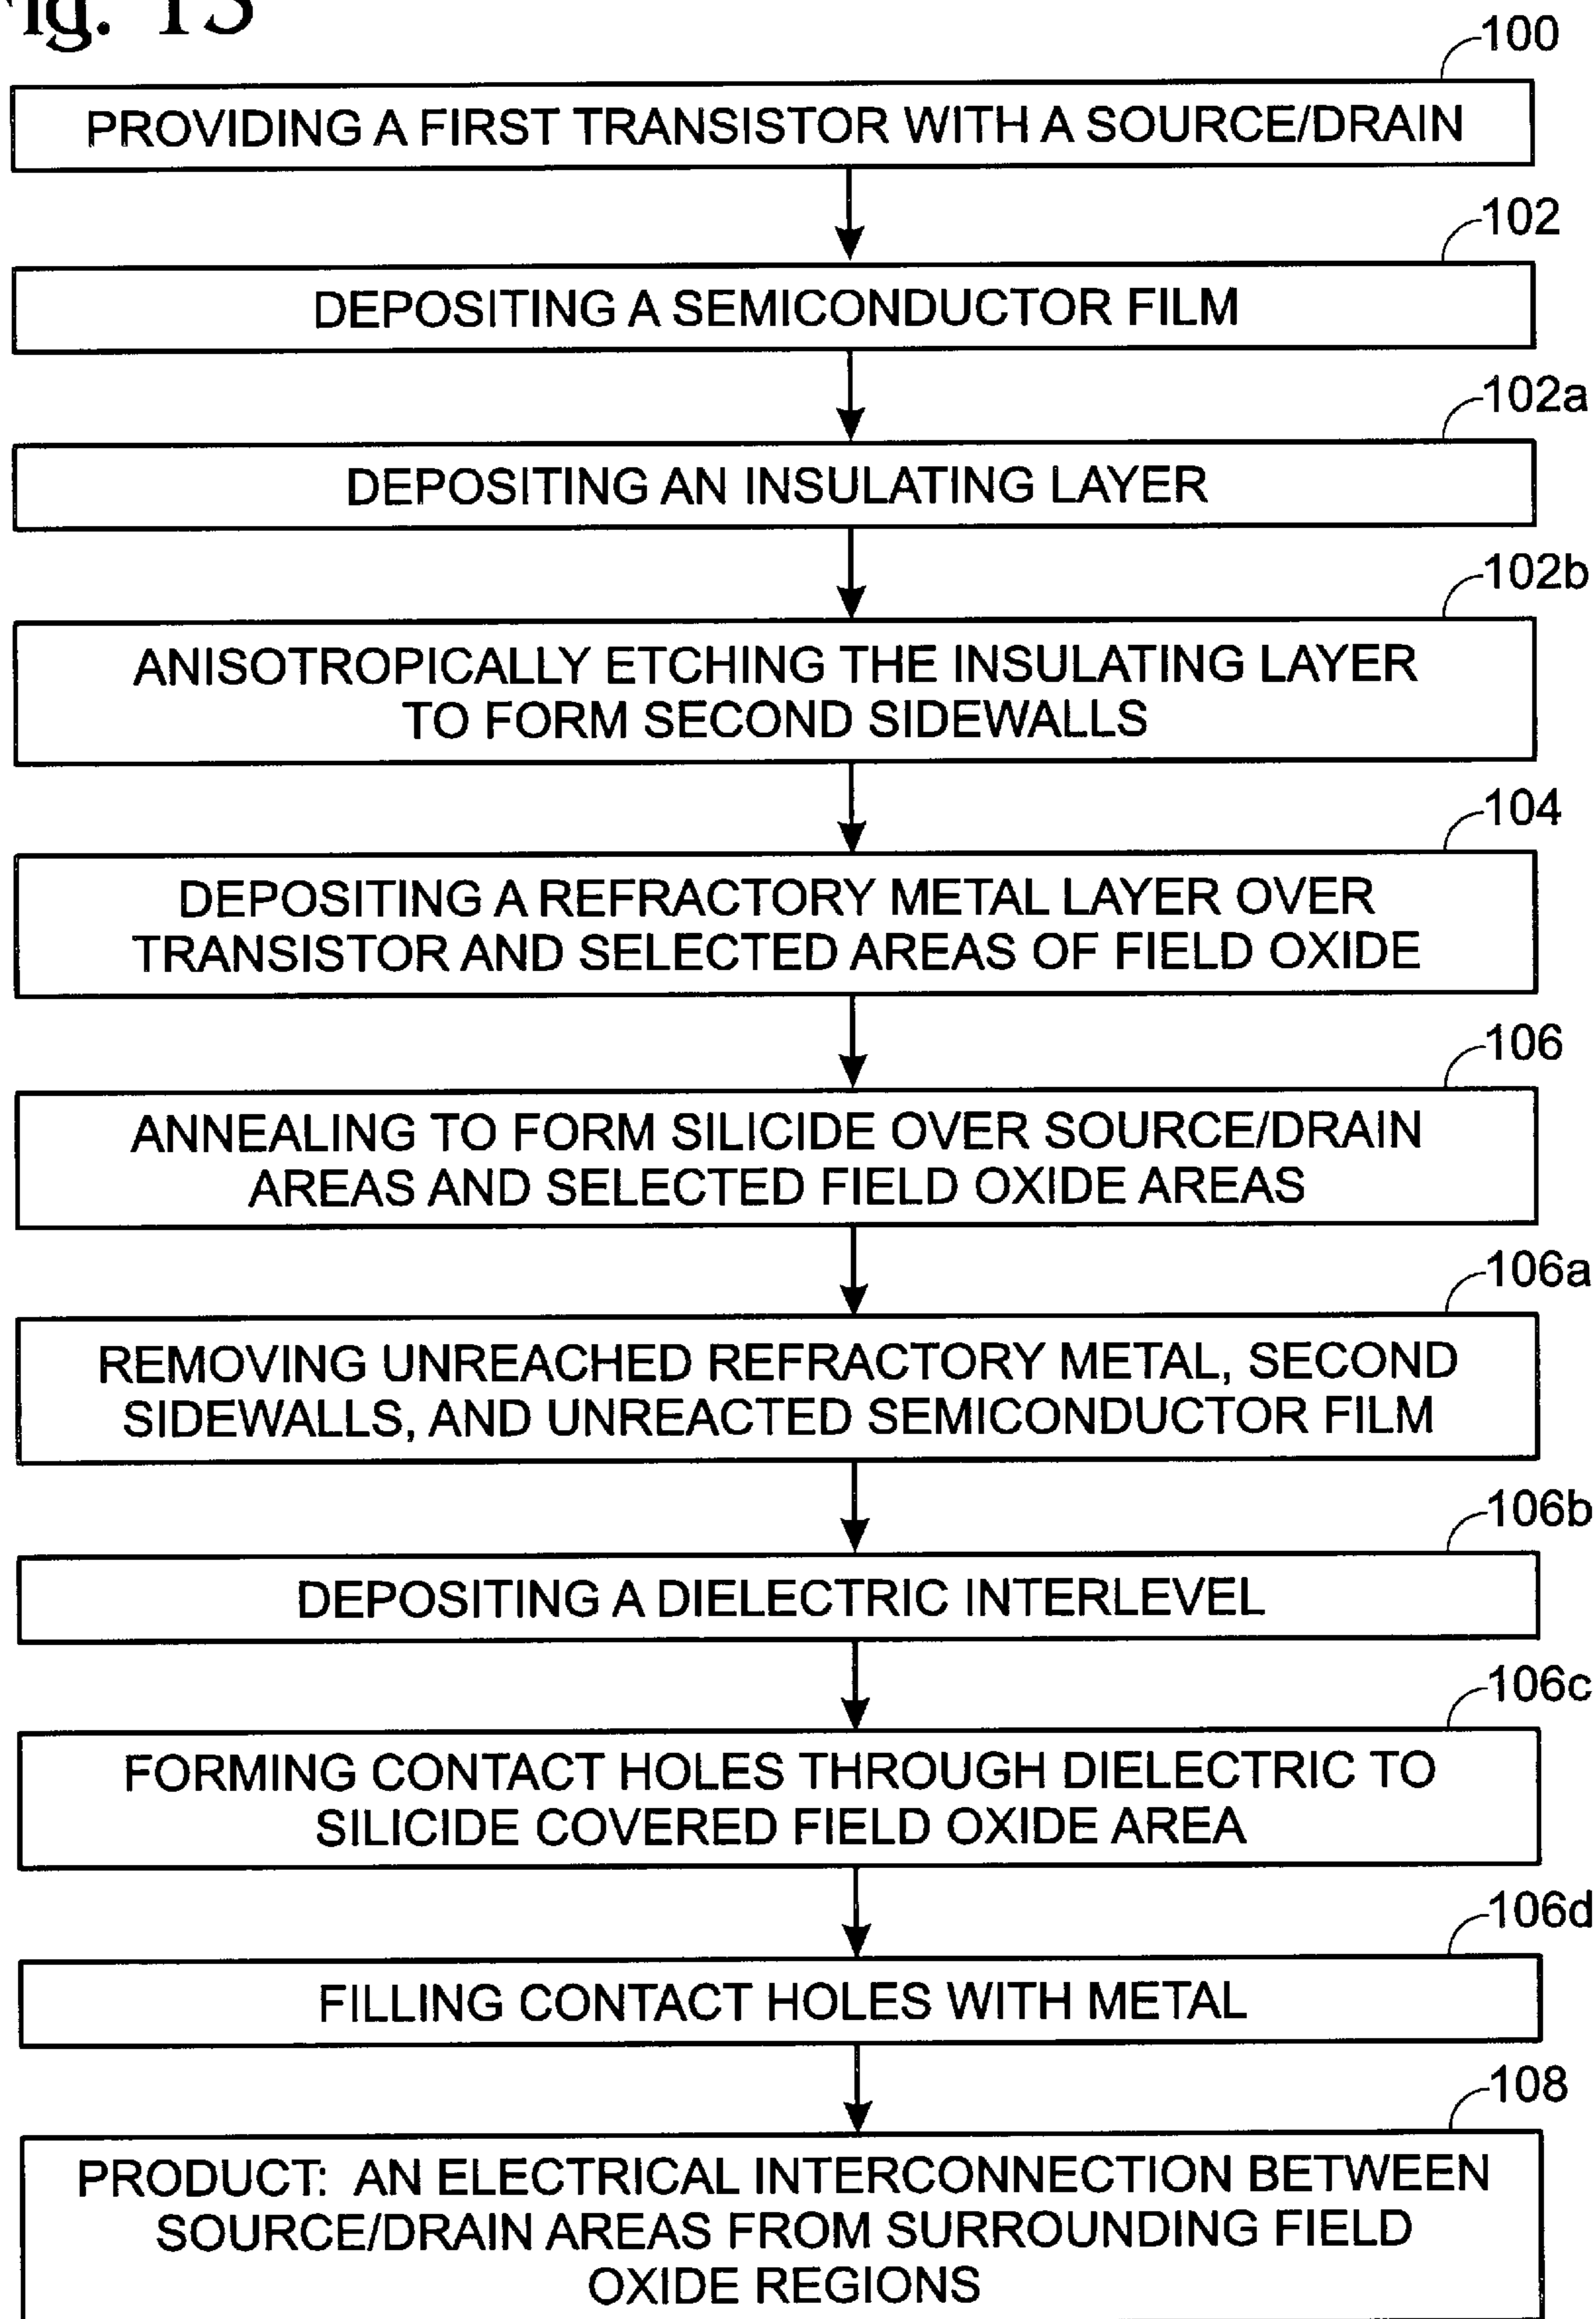 Fig. 13
100
PROVIDING A FIRST TRANSISTOR WITH A SOURCE/DRAIN
102
DEPOSITING A SEMICONDUCTOR FILM
102a
DEPOSITING AN INSULATING LAYER
102b
ANISOTROPICALLY ETCHING THE INSULATING LAYER
TO FORM SECOND SIDEWALLS
104
DEPOSITING A REFRACTORY METAL LAYER OVER
TRANSISTOR AND SELECTED AREAS OF FIELD OXIDE
106
ANNEALING TO FORM SILICIDE OVER SOURCE/DRAIN
AREAS AND SELECTED FIELD OXIDE AREAS
106a
REMOVING UNREACHED REFRACTORY METAL, SECOND
SIDEWALLS, AND UNREACTED SEMICONDUCTOR FILM
106b
DEPOSITING A DIELECTRIC INTERLEVEL
106c
FORMING CONTACT HOLES THROUGH DIELECTRIC TO
SILICIDE COVERED FIELD OXIDE AREA
106d
FILLING CONTACT HOLES WITH METAL
108
PRODUCT: AN ELECTRICAL INTERCONNECTION BETWEEN
SOURCE/DRAIN AREAS FROM SURROUNDING FIELD
OXIDE REGIONS